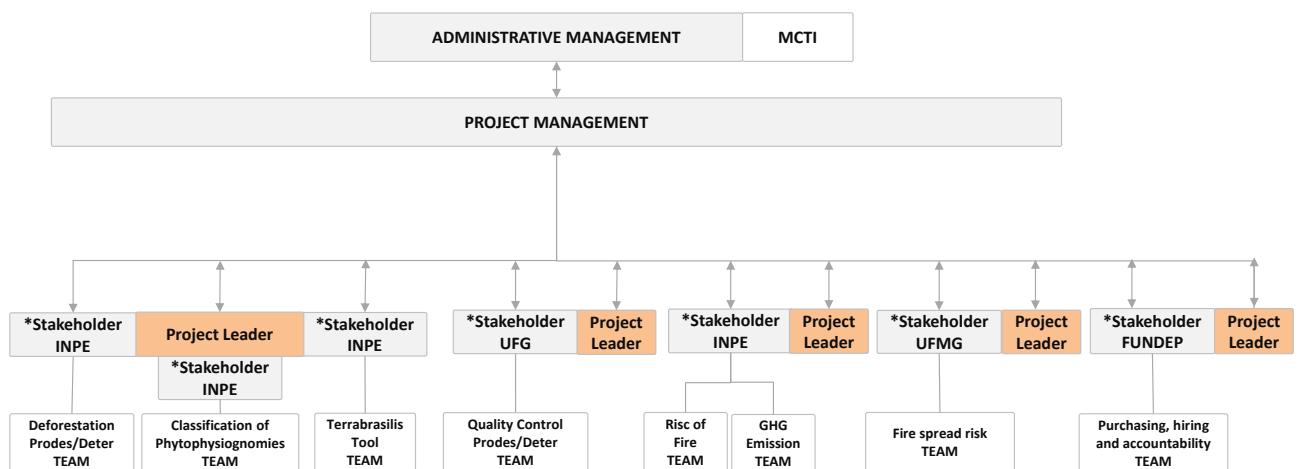 ADMINISTRATIVE MANAGEMENT
MCTI
PROJECT MANAGEMENT
*Stakeholder
INPE
Project Leader
*Stakeholder
INPE
*Stakeholder
INPE
*Stakeholder
UFG
Project
Leader
*Stakeholder
INPE
Project
Leader
*Stakeholder
UFMG
Project
Leader
*Stakeholder
FUNDEP
Project
Leader
Deforestation
Prodes/Deter
TEAM
Classification of
Phytophysiognomies
TEAM
Terrabrasilis
Tool
TEAM
Quality Control
Prodes/Deter
TEAM
Risc of
Fire
TEAM
GHG
Emission
TEAM
Fire spread risk
TEAM
Purchasing, hiring
and accountability
TEAM